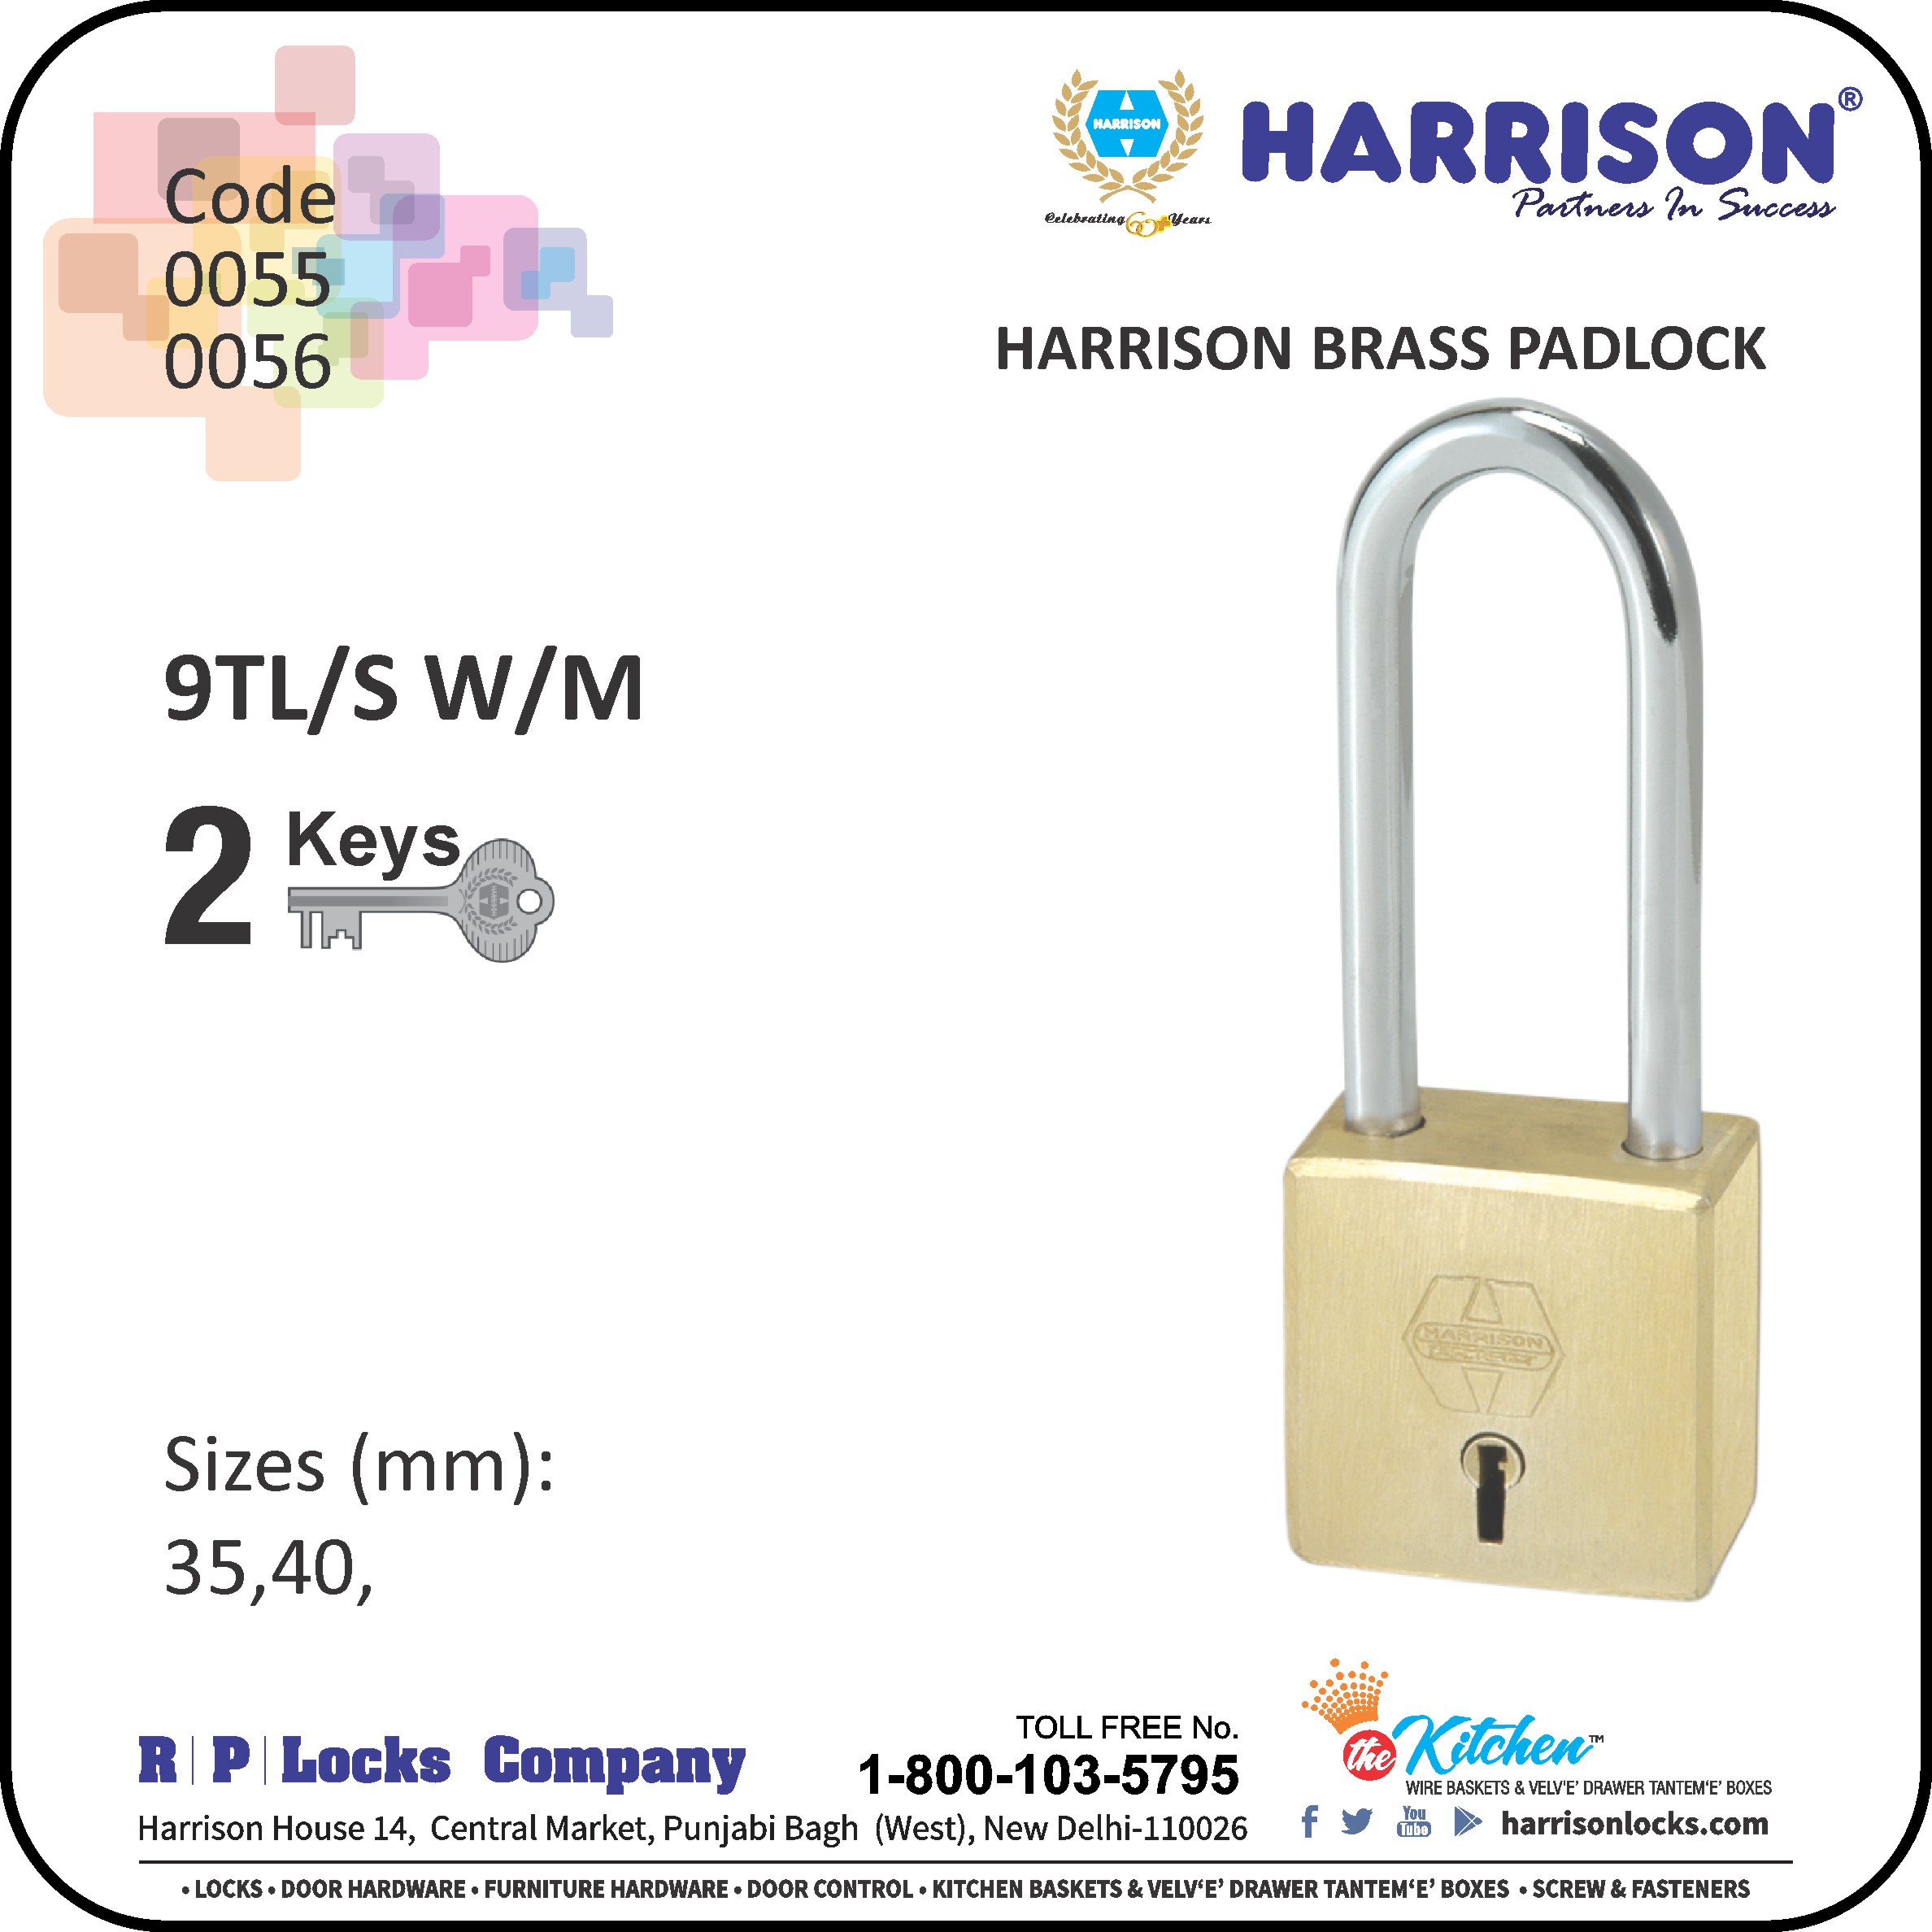 Code
0055
0056
HARRISON
Celebrating 60+ Years
HARRISON®
Partners In Success
HARRISON BRASS PADLOCK
9TL/S W/M
2 Keys
HARRISON
Sizes (mm):
35,40,
R P Locks Company
TOLL FREE No.
1-800-103-5795
the Kitchen™
WIRE BASKETS & VELV'E' DRAWER TANTEM'E' BOXES
Harrison House 14, Central Market, Punjabi Bagh (West), New Delhi-110026
f You Tube harrisonlocks.com
• LOCKS • DOOR HARDWARE • FURNITURE HARDWARE • DOOR CONTROL • KITCHEN BASKETS & VELV‘E’ DRAWER TANTEM‘E’ BOXES • SCREW & FASTENERS